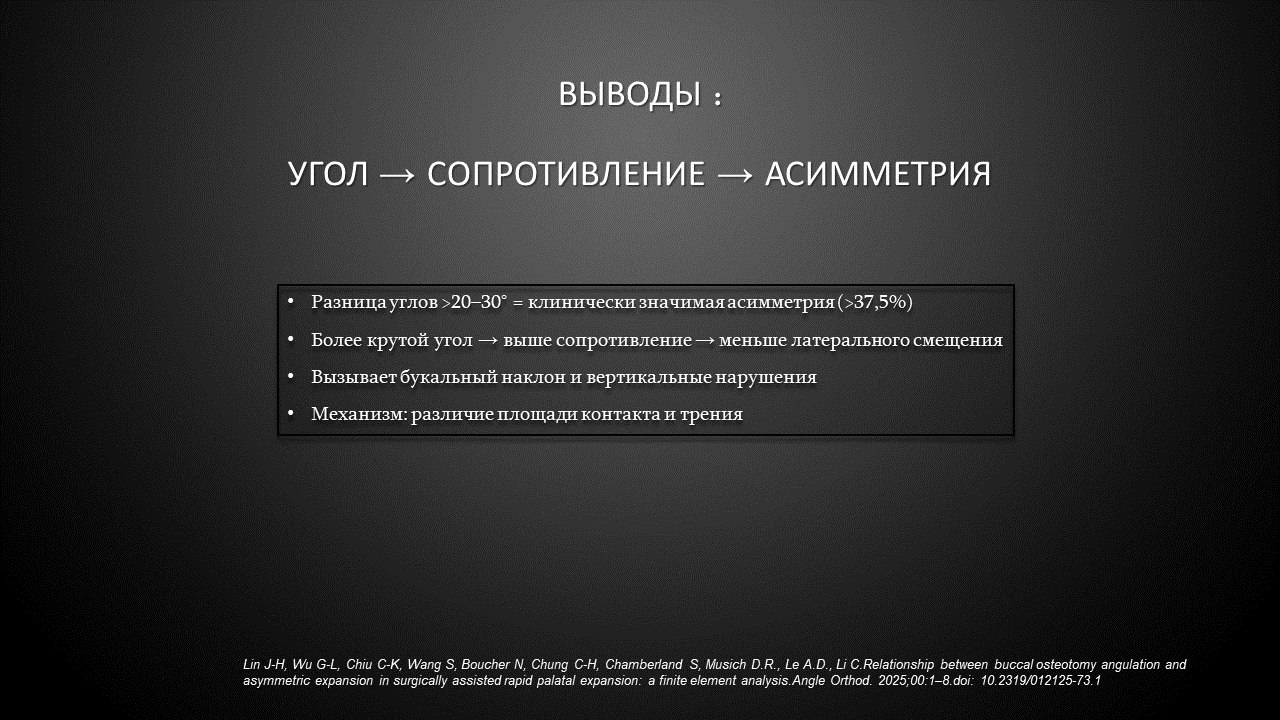 ВЫВОДЫ :
УГОЛ → СОПРОТИВЛЕНИЕ → АСИММЕТРИЯ
• Разница углов >20–30° = клинически значимая асимметрия (>37,5%)
• Более крутой угол → выше сопротивление → меньше латерального смещения
• Вызывает букальный наклон и вертикальные нарушения
• Механизм: различие площади контакта и трения
Lin J-H, Wu G-L, Chiu C-K, Wang S, Boucher N, Chung C-H, Chamberland S, Musich D.R., Le A.D., Li C.Relationship between buccal osteotomy angulation and
asymmetric expansion in surgically assisted rapid palatal expansion: a finite element analysis.Angle Orthod. 2025;00:1–8.doi: 10.2319/012125-73.1